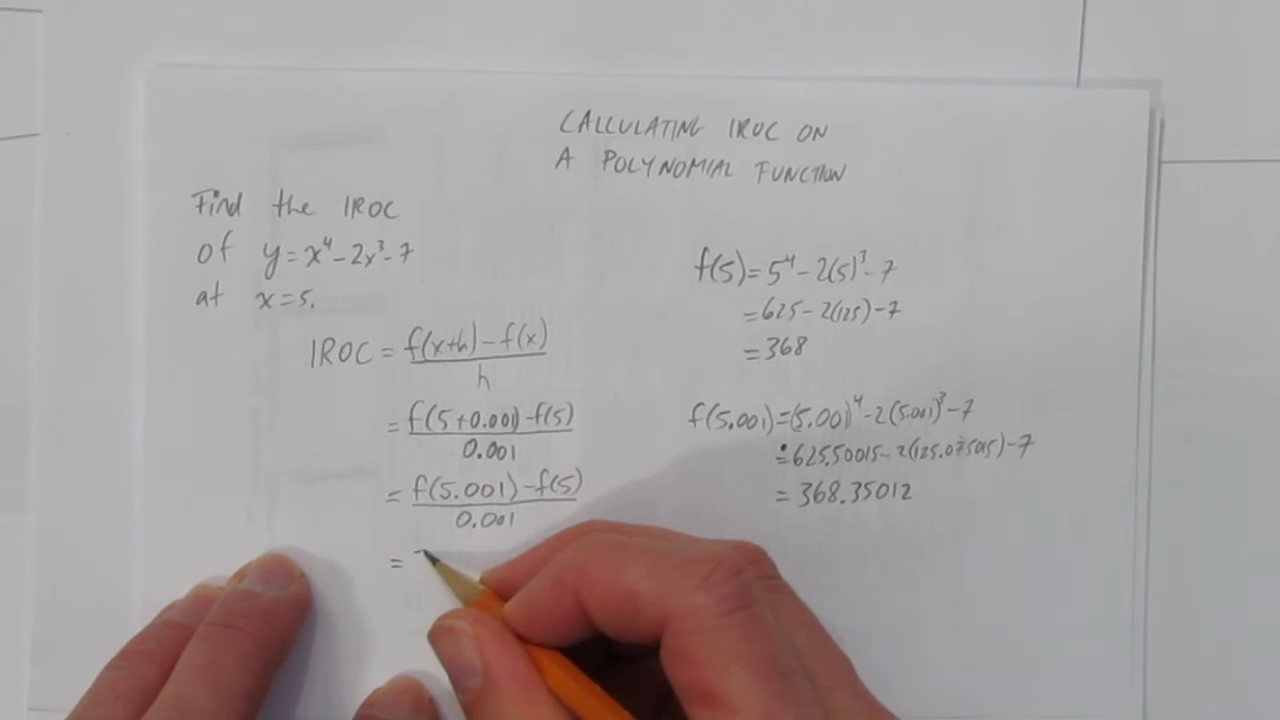 CALCULATING IROC ON
A POLYNOMIAL FUNCTION
Find the IROC
of y=x⁴-2x³-7
at x=5.
IROC = f(x+h)-f(x)
h
= f(5+0.001)-f(5)
0.001
= f(5.001)-f(5)
0.001
=
f(5)=5⁴-2(5)³-7
=625-2(125)-7
=368
f(5.001)=(5.001)⁴-2(5.001)³-7
≐625.50015-2(125.075015)-7
=368.35012